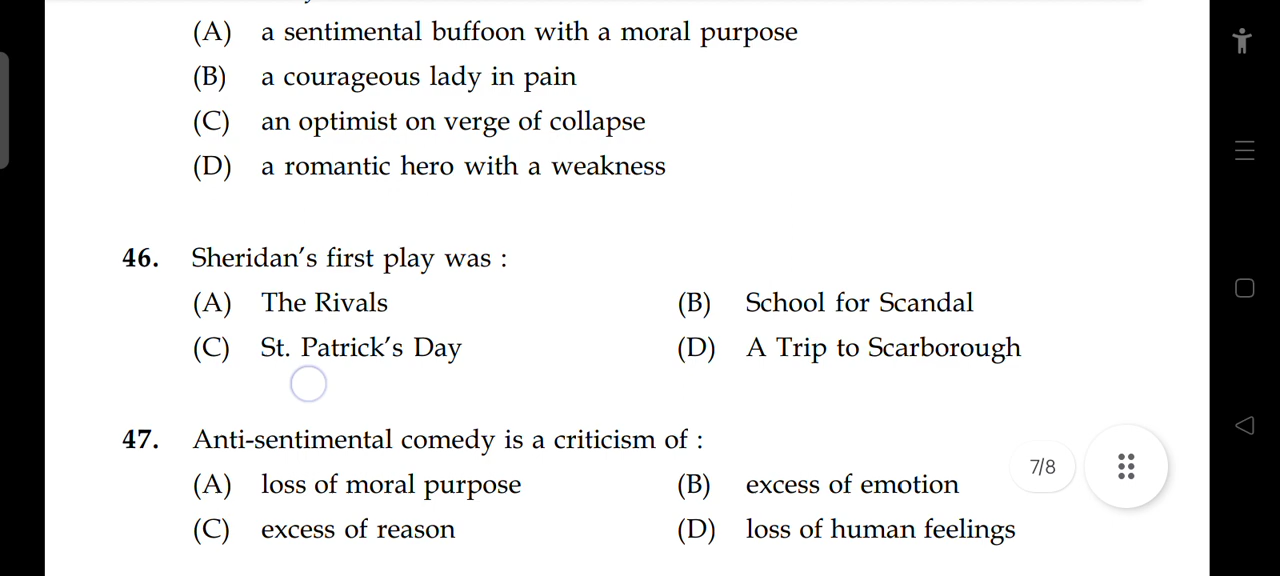 (A) a sentimental buffoon with a moral purpose
(B) a courageous lady in pain
(C) an optimist on verge of collapse
(D) a romantic hero with a weakness
46. Sheridan's first play was :
(A) The Rivals (B) School for Scandal
(C) St. Patrick's Day (D) A Trip to Scarborough
47. Anti-sentimental comedy is a criticism of :
(A) loss of moral purpose (B) excess of emotion
7/8
(C) excess of reason (D) loss of human feelings